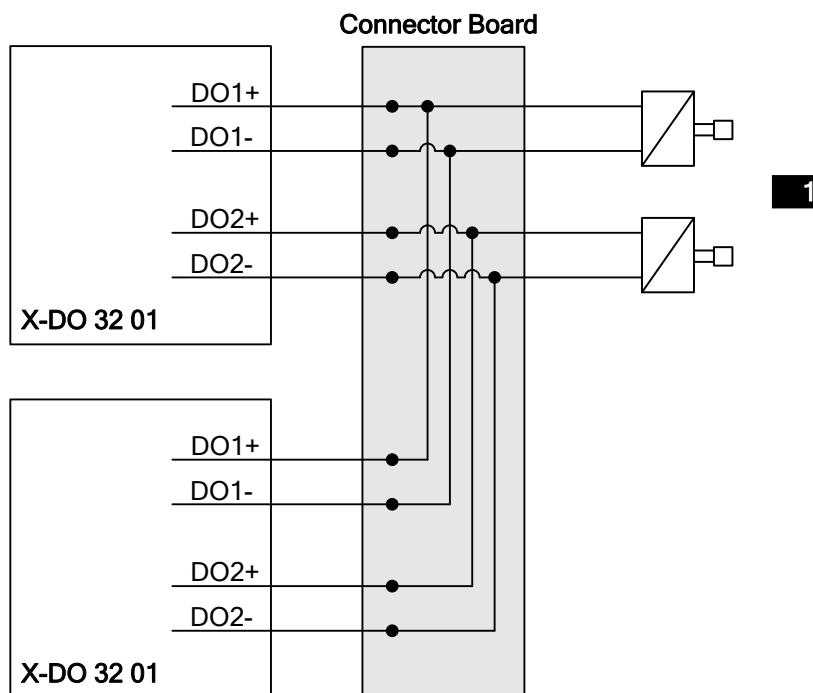 Connector Board
DO1+
DO1-
DO2+
DO2-
X-DO 32 01
1
DO1+
DO1-
DO2+
DO2-
X-DO 32 01